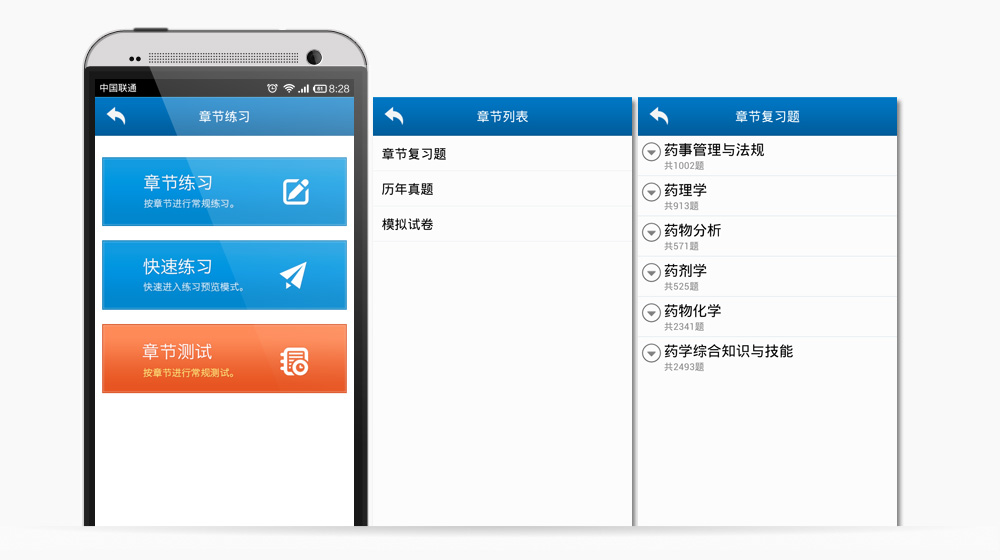 中国联通
8:28
章节练习
章节练习
按章节进行常规练习。
快速练习
快速进入练习预览模式。
章节测试
按章节进行常规测试。
章节列表
章节复习题
历年真题
模拟试卷
章节复习题
药事管理与法规
共1002题
药理学
共913题
药物分析
共571题
药剂学
共525题
药物化学
共2341题
药学综合知识与技能
共2493题